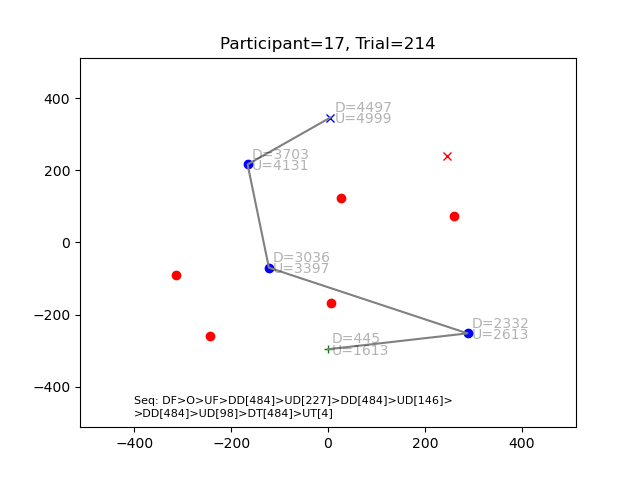 Participant=17, Trial=214
400
200
0
−200
−400
D=4497
U=4999
D=3703
U=4131
D=3036
U=3397
D=2332
U=2613
D=445
U=1613
Seq: DF>O>UF>DD[484]>UD[227]>DD[484]>UD[146]>
>DD[484]>UD[98]>DT[484]>UT[4]
−400
−200
0
200
400